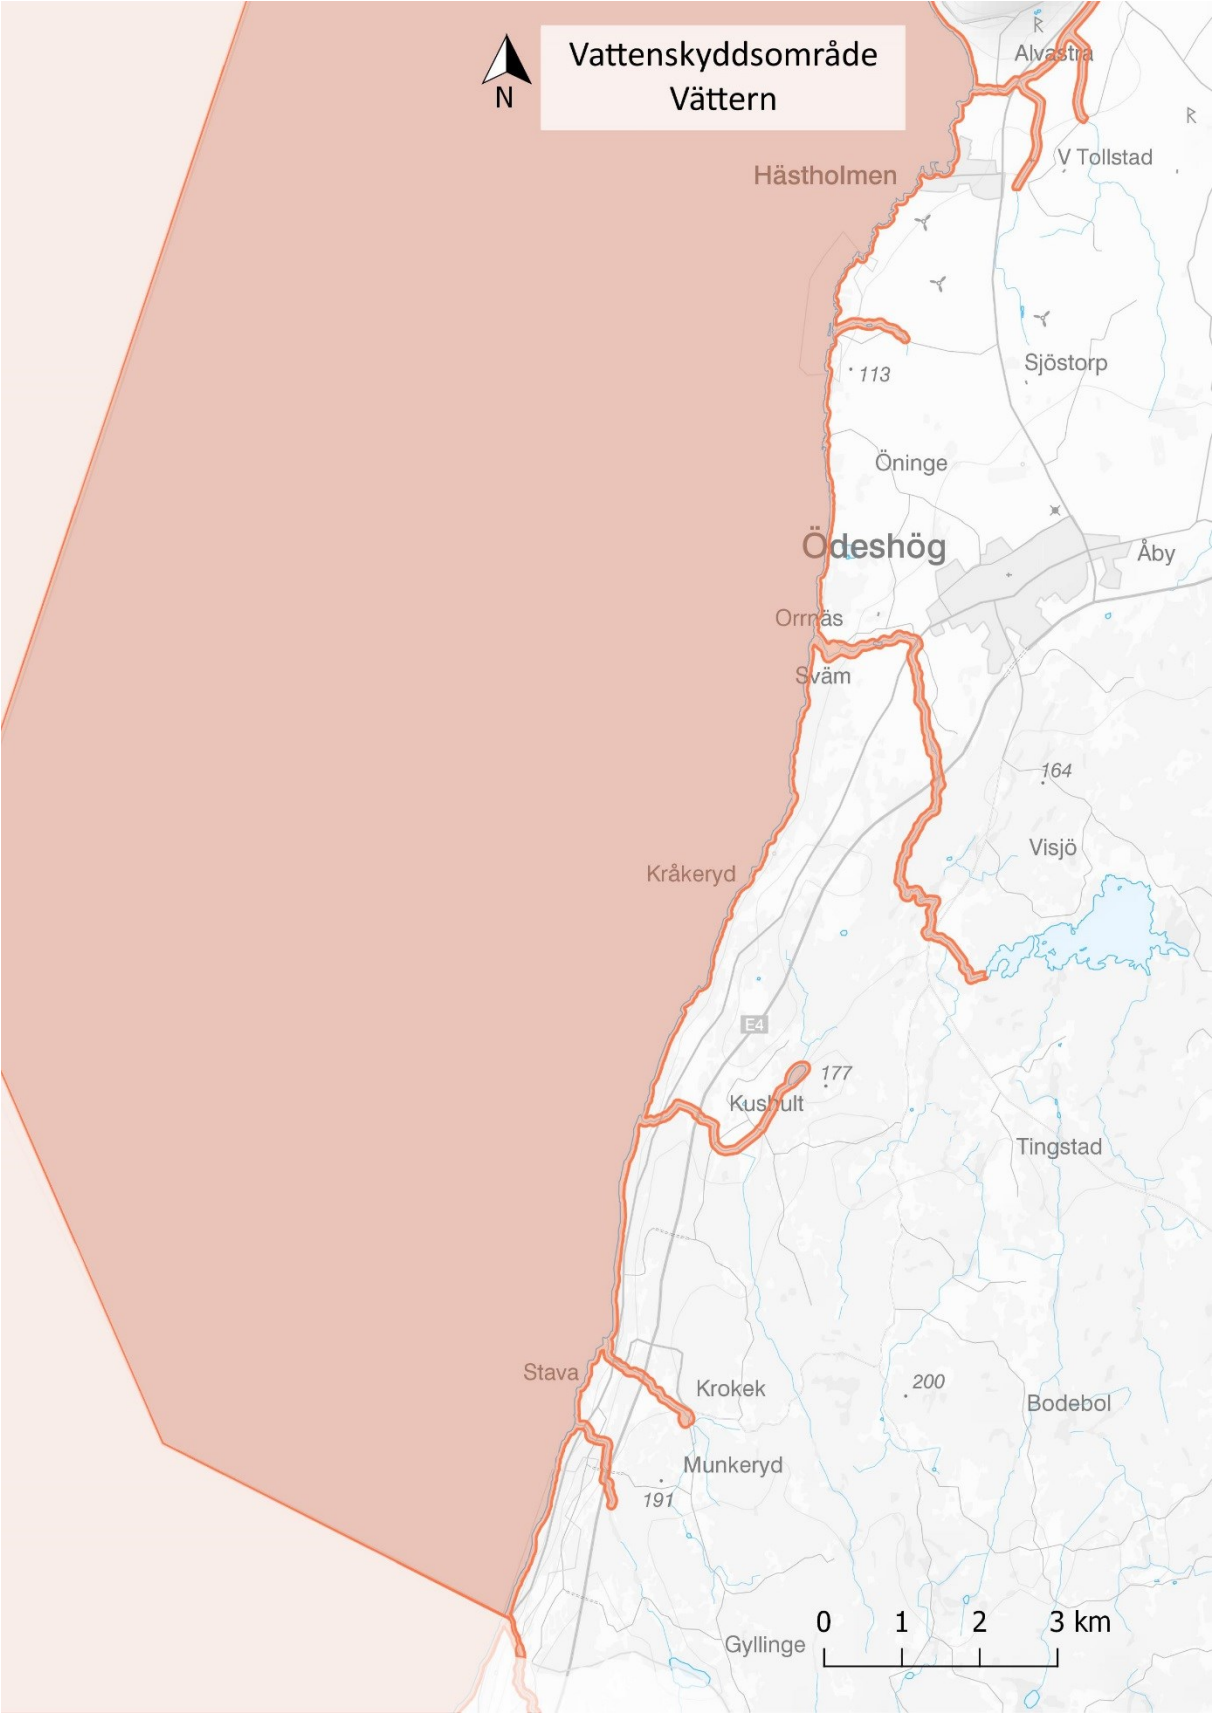 Vattenskyddsområde
Vättern
N
R
Alvastra
R
V Tollstad
Hästholmen
Sjöstorp
113
Öninge
Ödeshög
Åby
Orrnäs
Sväm
164
Visjö
Kråkeryd
E4
177
Kushult
Tingstad
Stava
Krokek
200
Bodebol
Munkeryd
191
0 1 2 3 km
Gyllinge